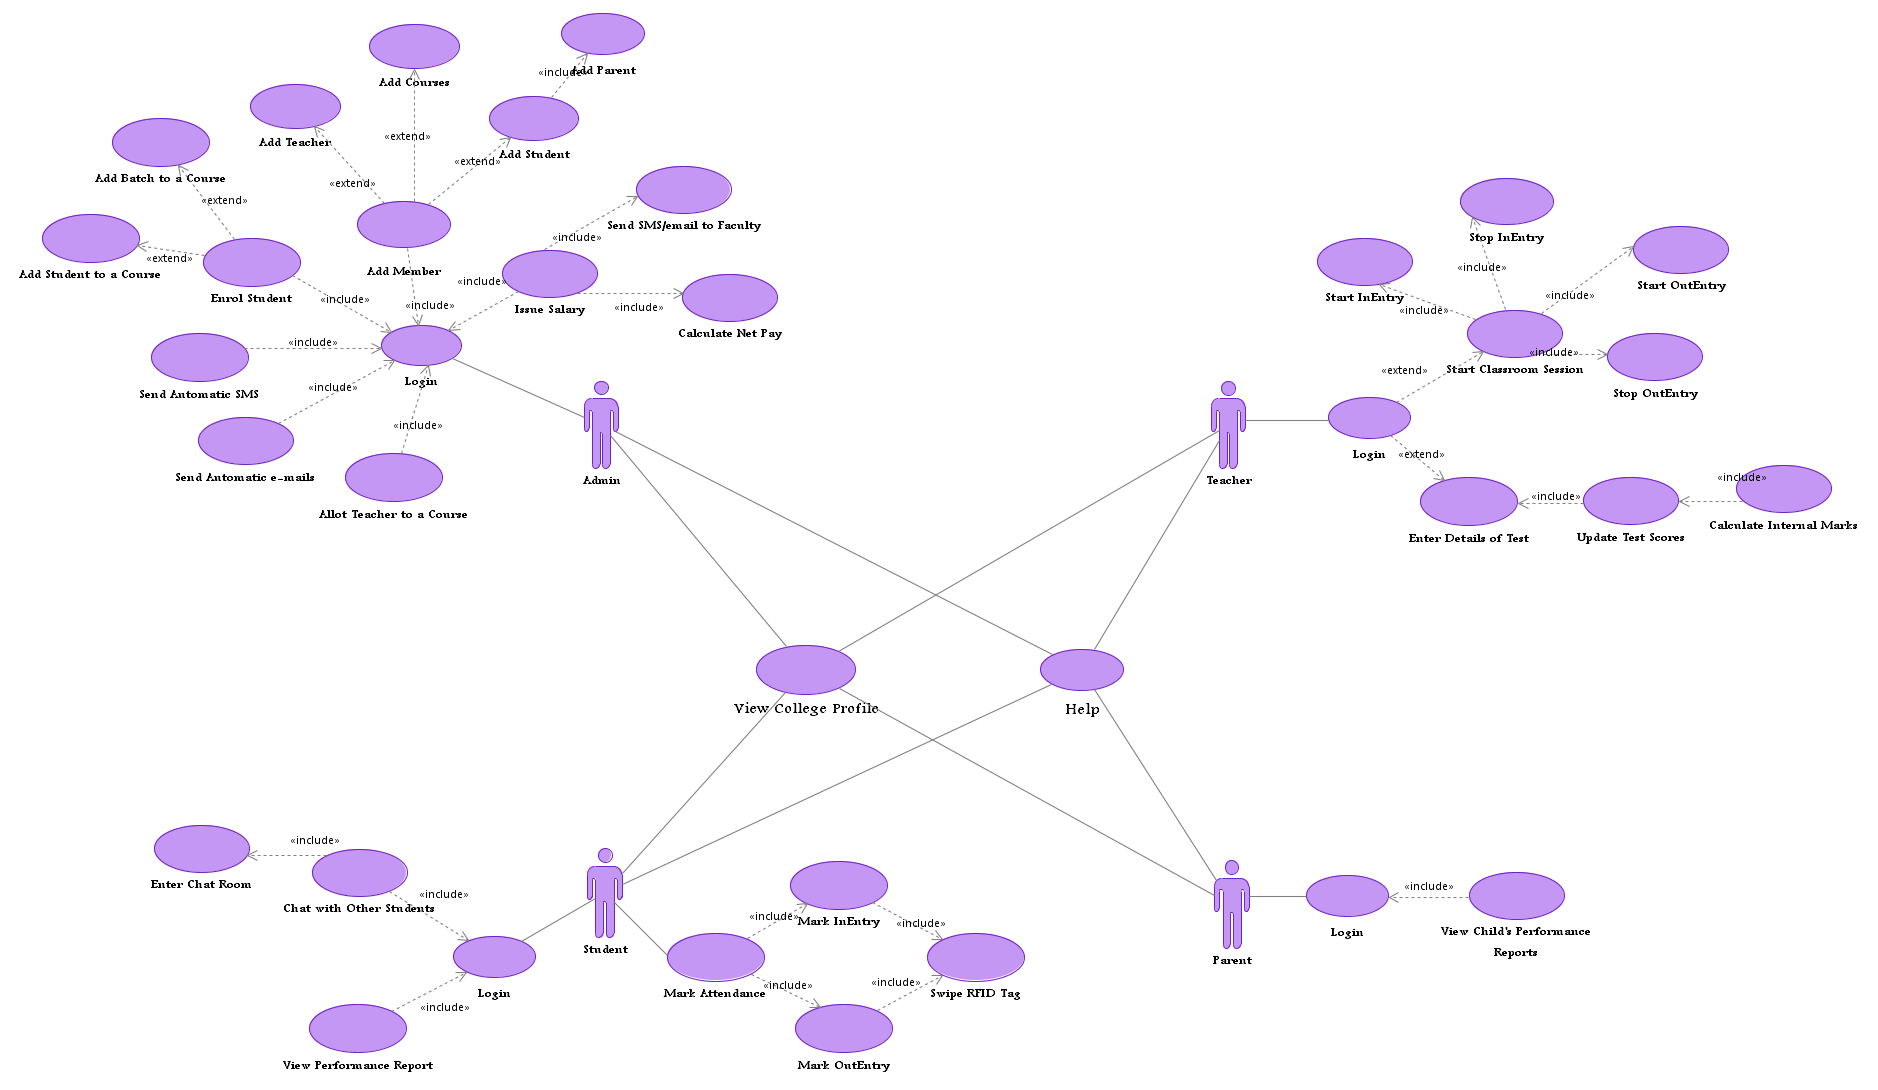 «include»
Add Parent
Add Courses
«extend»
Add Teacher
«extend»
Add Student
Add Batch to a Course
«extend»
«extend»
Send SMS/email to Faculty
«include»
Add Student to a Course
«extend»
Add Member
«include»
Enrol Student
«include»
«include»
Issue Salary
«include»
Calculate Net Pay
«include»
Login
Send Automatic SMS
«include»
Send Automatic e-mails
«include»
Allot Teacher to a Course
Admin
Stop InEntry
«include»
Start OutEntry
Start InEntry
«include»
«include»
«include»
Start Classroom Session
Stop OutEntry
«extend»
Login
«extend»
Teacher
«include»
«include»
Enter Details of Test
Update Test Scores
Calculate Internal Marks
View College Profile
Help
«include»
Enter Chat Room
Chat with Other Students
«include»
Student
Login
«include»
View Performance Report
«include»
Mark InEntry
«include»
Mark Attendance
«include»
«include»
Swipe RFID Tag
Mark OutEntry
Parent
Login
«include»
View Child's Performance
Reports